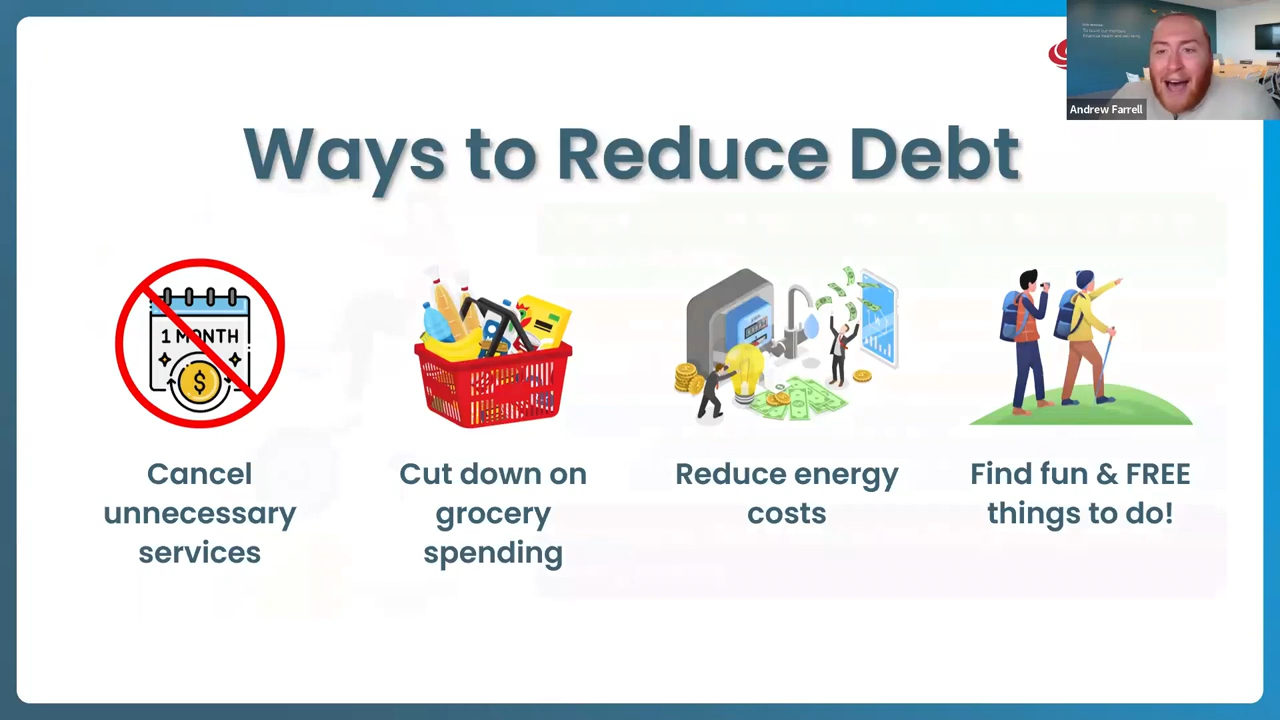 Andrew Farrell
Ways to Reduce Debt
1 MONTH
$
Cancel
unnecessary
services
Cut down on
grocery
spending
Reduce energy
costs
Find fun & FREE
things to do!